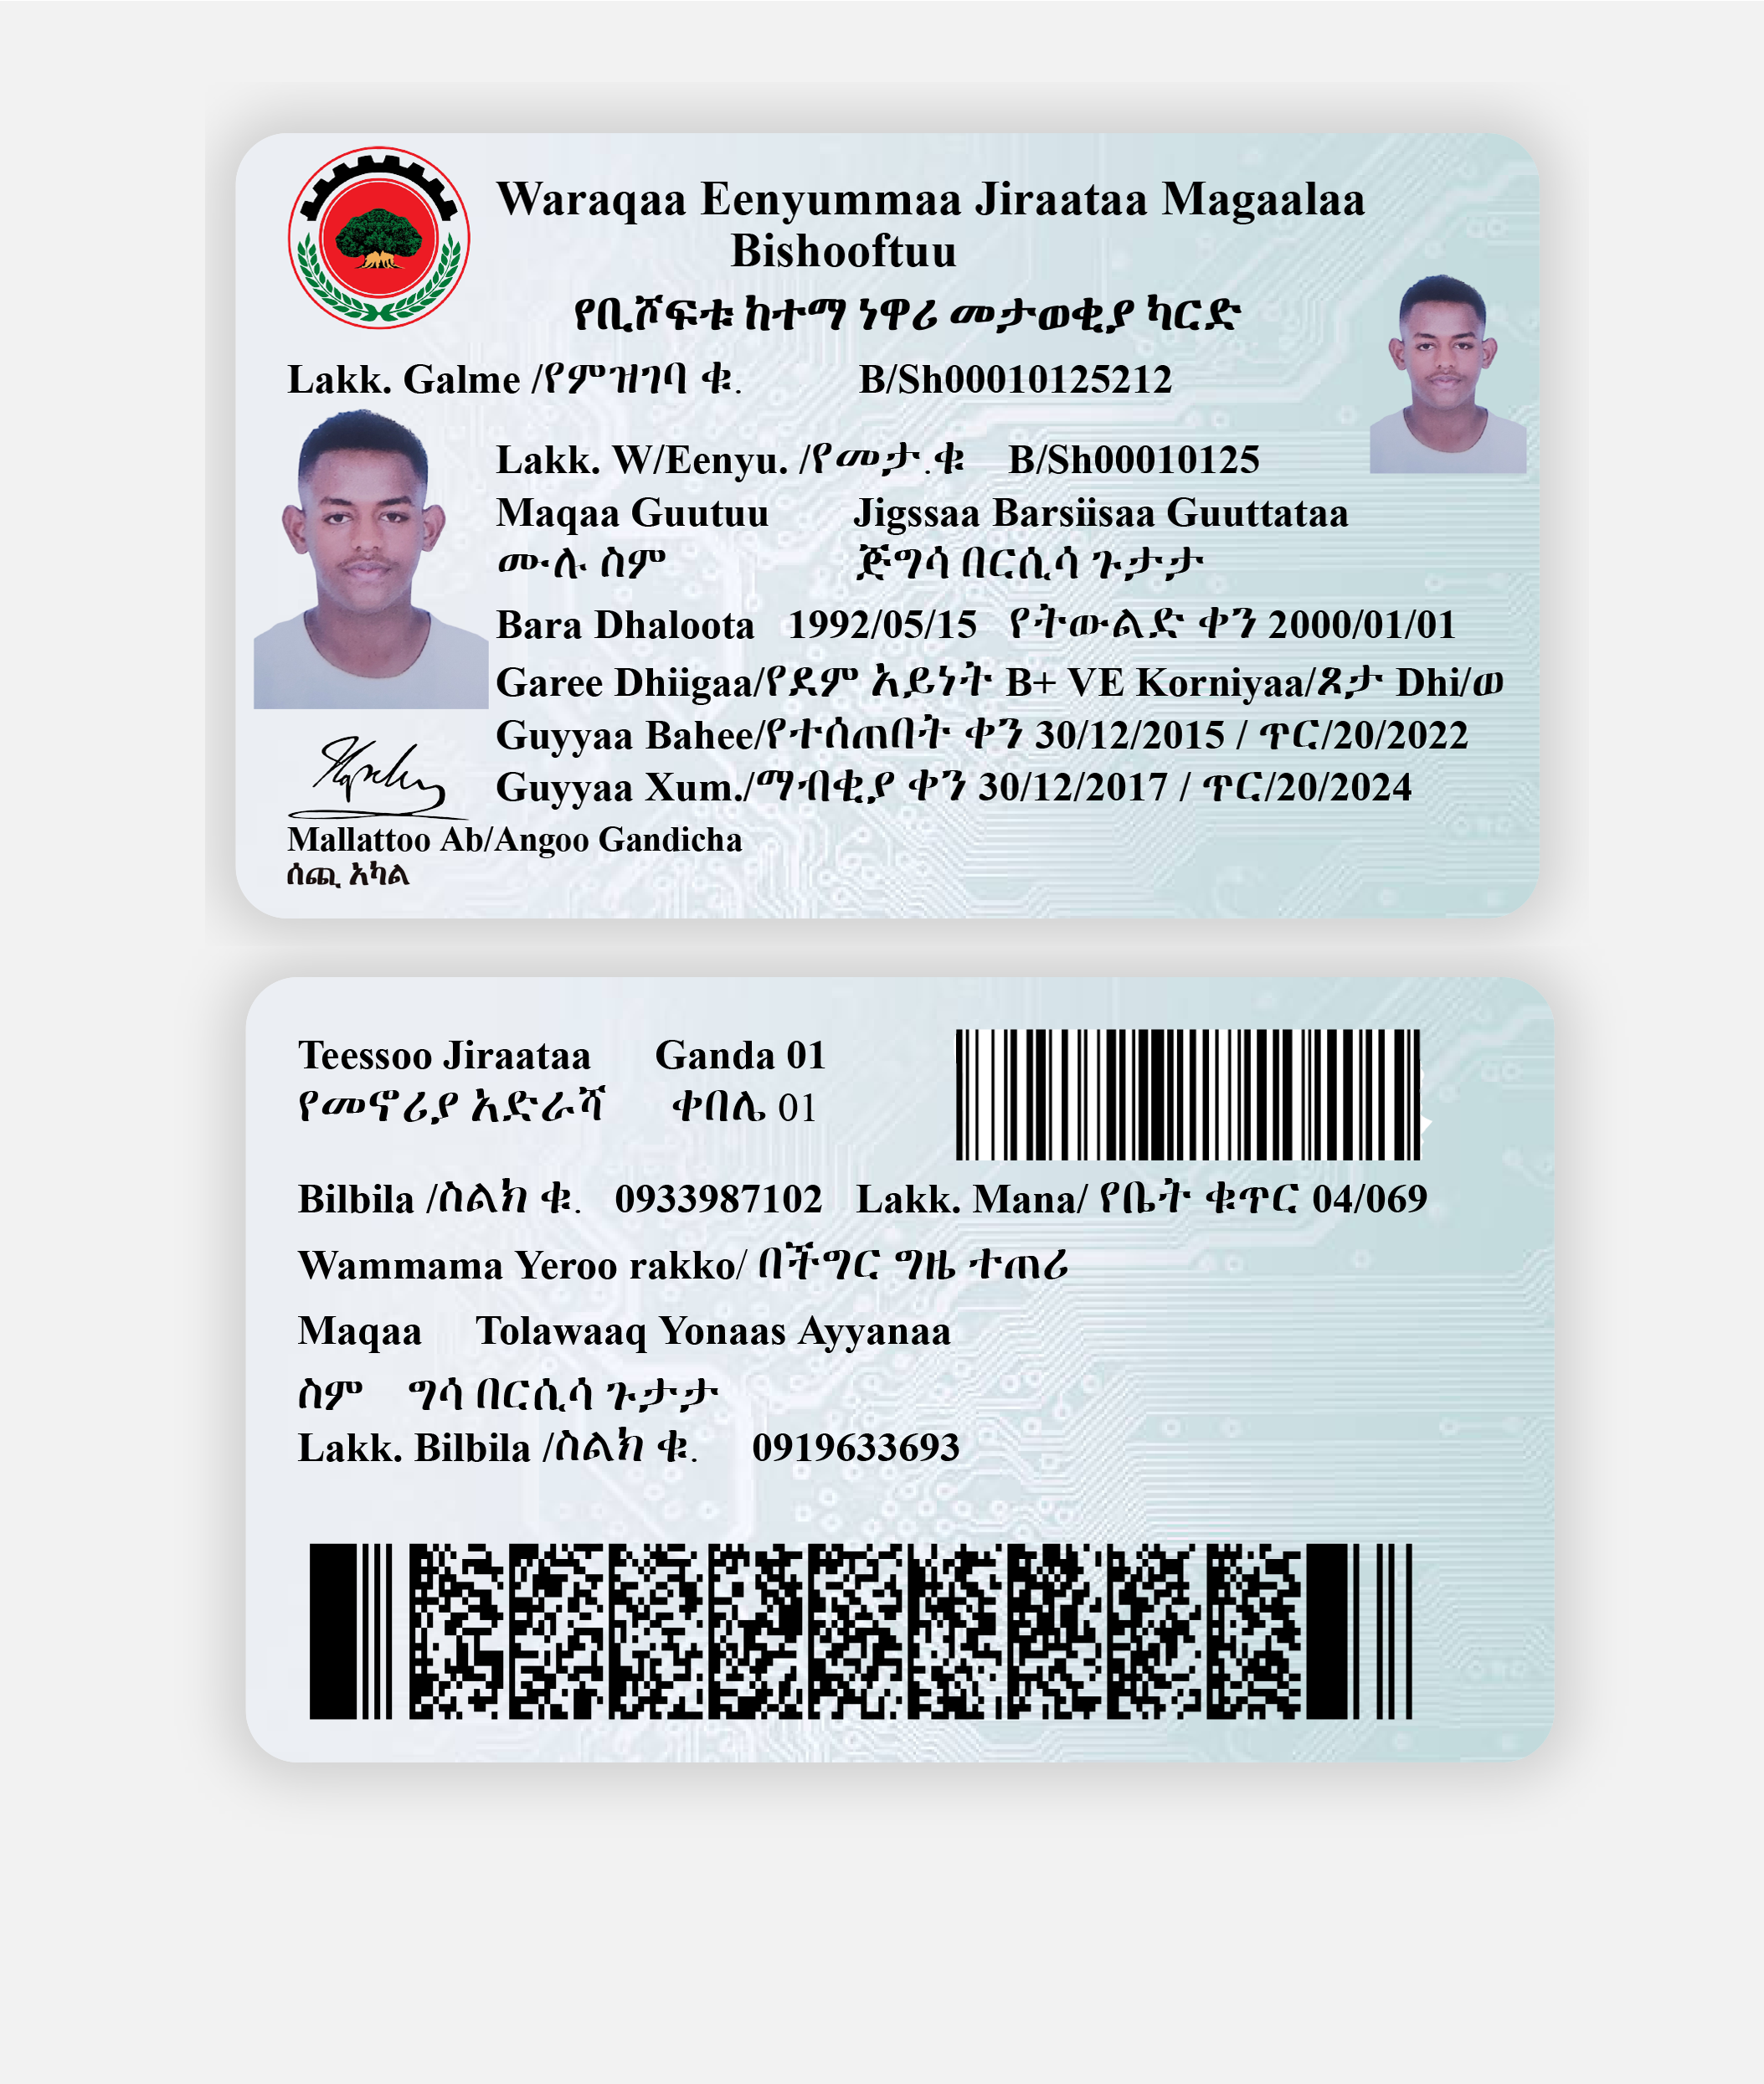 Waraqaa Eenyummaa Jiraataa Magaalaa
Bishooftuu
የቢሾፍቱ ከተማ ነዋሪ መታወቂያ ካርድ
Lakk. Galme /የምዝገባ ቁ. B/Sh00010125212
Lakk. W/Eenyu. /የመታ.ቁ B/Sh00010125
Maqaa Guutuu Jigssaa Barsiisaa Guuttataa
ሙሉ ስም ጅግሳ በርሲሳ ጉታታ
Bara Dhaloota 1992/05/15 የትውልድ ቀን 2000/01/01
Garee Dhiigaa/የደም አይነት B+ VE Korniyaa/ጾታ Dhi/ወ
Guyyaa Bahee/የተሰጠበት ቀን 30/12/2015 / ጥር/20/2022
Guyyaa Xum./ማብቂያ ቀን 30/12/2017 / ጥር/20/2024
Mallattoo Ab/Angoo Gandicha
ሰጪ አካል
Teessoo Jiraataa Ganda 01
የመኖሪያ አድራሻ ቀበሌ 01
Bilbila /ስልክ ቁ. 0933987102 Lakk. Mana/ የቤት ቁጥር 04/069
Wammama Yeroo rakko/ በችግር ግዜ ተጠሪ
Maqaa Tolawaaq Yonaas Ayyanaa
ስም ግሳ በርሲሳ ጉታታ
Lakk. Bilbila /ስልክ ቁ. 0919633693